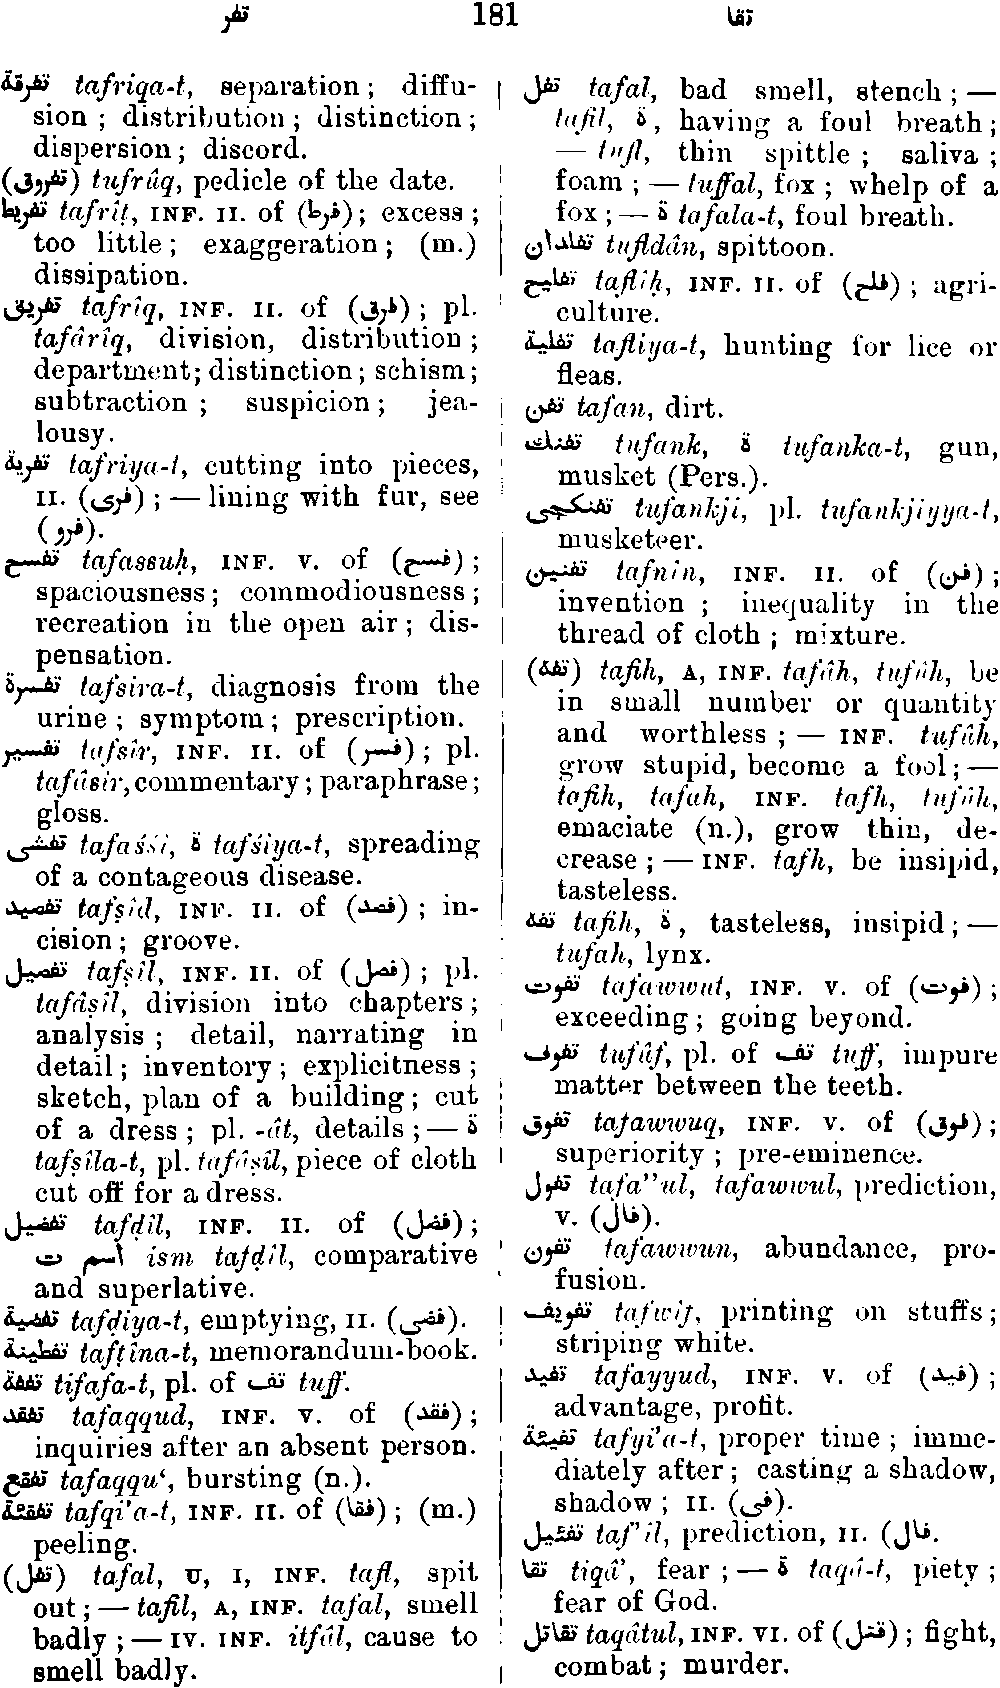 تفر 181 تقا
تفرقة tafriqa-t, separation; diffu-
sion; distribution; distinction;
dispersion; discord.
(تفروق) tufrûq, pedicle of the date.
تفريط tafrîṭ, INF. II. of (فرط); excess;
too little; exaggeration; (m.)
dissipation.
تفريق tafrîq, INF. II. of (فرق); pl.
tafârîq, division, distribution;
department; distinction; schism;
subtraction; suspicion; jea-
lousy.
تفرية tafriya-t, cutting into pieces,
II. (فرى); — lining with fur, see
(فرو).
تفسح tafassuḥ, INF. V. of (فسح);
spaciousness; commodiousness;
recreation in the open air; dis-
pensation.
تفسرة tafsira-t, diagnosis from the
urine; symptom; prescription.
تفسير tafsîr, INF. II. of (فسر); pl.
tafâsîr, commentary; paraphrase;
gloss.
تفشى tafaśśî, ة tafśiya-t, spreading
of a contageous disease.
تفصيد tafṣîd, INF. II. of (فصد); in-
cision; groove.
تفصيل tafṣîl, INF. II. of (فصل); pl.
tafâṣîl, division into chapters;
analysis; detail, narrating in
detail; inventory; explicitness;
sketch, plan of a building; cut
of a dress; pl. -ât, details; — ة
tafṣîla-t, pl. tafâṣîl, piece of cloth
cut off for a dress.
تفضيل tafḍîl, INF. II. of (فضل);
اسم ت ism tafḍîl, comparative
and superlative.
تفضية tafḍiya-t, emptying, II. (فضى).
تفطينة tafṭîna-t, memorandum-book.
تففة tifafa-t, pl. of تف tuff.
تفقد tafaqqud, INF. V. of (فقد);
inquiries after an absent person.
تفقع tafaqqu‘, bursting (n.).
تفقئة tafqi’a-t, INF. II. of (فقا); (m.)
peeling.
(تفل) tafal, U, I, INF. tafl, spit
out; — tafil, A, INF. tafal, smell
badly; — IV. INF. itfâl, cause to
smell badly.
تفل tafal, bad smell, stench; —
tafil, ة, having a foul breath;
— tufl, thin spittle; saliva;
foam; — tuffal, fox; whelp of a
fox; — ة tafala-t, foul breath.
تفلدان tufldân, spittoon.
تفليح taflîḥ, INF. II. of (فلح); agri-
culture.
تفلية tafliya-t, hunting for lice or
fleas.
تفن tafan, dirt.
تفنك tufank, ة tufanka-t, gun,
musket (Pers.).
تفنكجى tufankji, pl. tufankjiyya-t,
musketeer.
تفنين tafnîn, INF. II. of (فن);
invention; inequality in the
thread of cloth; mixture.
(تفه) tafih, A, INF. tafâh, tufûh, be
in small number or quantity
and worthless; — INF. tufûh,
grow stupid, become a fool; —
tafih, tafah, INF. tafh, tufûh,
emaciate (n.), grow thin, de-
crease; — INF. tafh, be insipid,
tasteless.
تفه tafih, ة, tasteless, insipid; —
tufah, lynx.
تفوت tafawwut, INF. V. of (فوت);
exceeding; going beyond.
تفوف tufûf, pl. of تف tuff, impure
matter between the teeth.
تفوق tafawwuq, INF. V. of (فوق);
superiority; pre-eminence.
تفول tafa’’ul, tafawwul, prediction,
V. (فال).
تفون tafawwun, abundance, pro-
fusion.
تفويف tafwîf, printing on stuffs;
striping white.
تفيد tafayyud, INF. V. of (فيد);
advantage, profit.
تفيئة tafyi’a-t, proper time; imme-
diately after; casting a shadow,
shadow; II. (فى).
تفئيل taf’îl, prediction, II. (فال.
تقا tiqâ’, fear; — ة taqâ-t, piety;
fear of God.
تقاتل taqâtul, INF. VI. of (قتل); fight,
combat; murder.